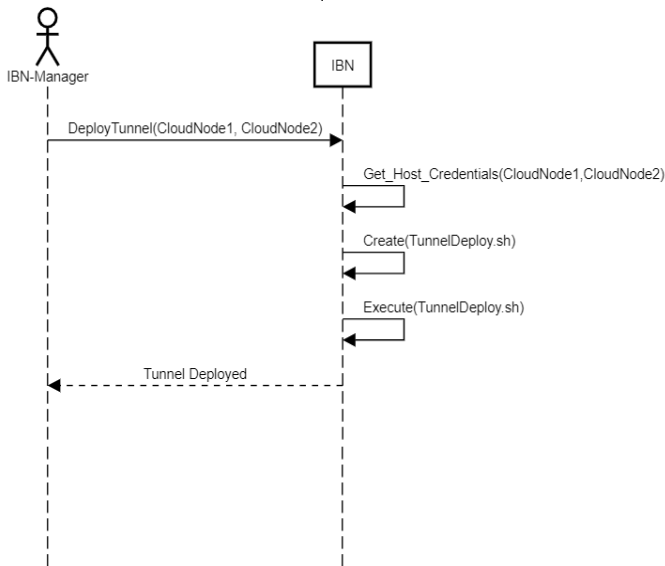 IBN-Manager
IBN
DeployTunnel(CloudNode1, CloudNode2)
Get_Host_Credentials(CloudNode1,CloudNode2)
Create(TunnelDeploy.sh)
Execute(TunnelDeploy.sh)
Tunnel Deployed